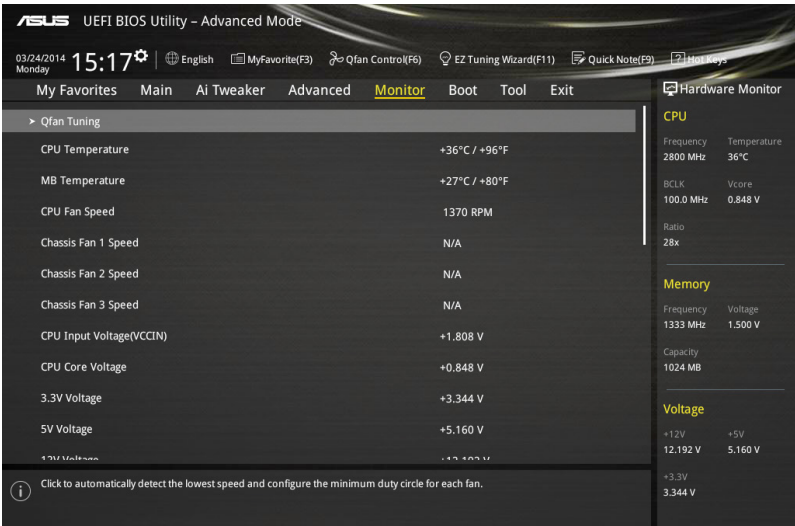 ASUS UEFI BIOS Utility – Advanced Mode
03/24/2014 Monday 15:17 English MyFavorite(F3) Qfan Control(F6) EZ Tuning Wizard(F11) Quick Note(F9) Hot Keys
My Favorites Main Ai Tweaker Advanced Monitor Boot Tool Exit
Qfan Tuning
CPU Temperature +36°C / +96°F
MB Temperature +27°C / +80°F
CPU Fan Speed 1370 RPM
Chassis Fan 1 Speed N/A
Chassis Fan 2 Speed N/A
Chassis Fan 3 Speed N/A
CPU Input Voltage(VCCIN) +1.808 V
CPU Core Voltage +0.848 V
3.3V Voltage +3.344 V
5V Voltage +5.160 V
12V Voltage +12.192 V
Click to automatically detect the lowest speed and configure the minimum duty circle for each fan.
Hardware Monitor
CPU
Frequency Temperature
2800 MHz 36°C
BCLK Vcore
100.0 MHz 0.848 V
Ratio
28x
Memory
Frequency Voltage
1333 MHz 1.500 V
Capacity
1024 MB
Voltage
+12V +5V
12.192 V 5.160 V
+3.3V
3.344 V